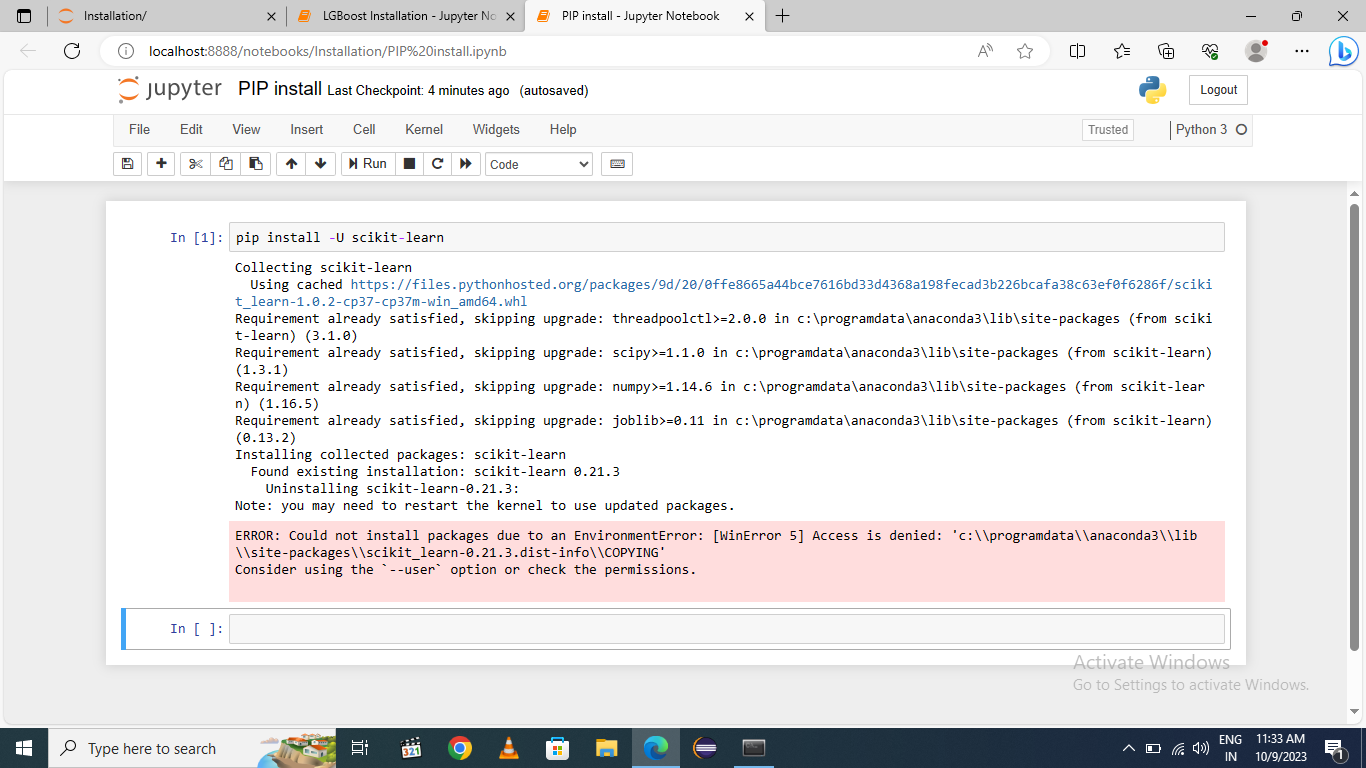 Installation/
LGBoost Installation - Jupyter No
PIP install - Jupyter Notebook
localhost:8888/notebooks/Installation/PIP%20install.ipynb
jupyter PIP install Last Checkpoint: 4 minutes ago (autosaved)
Logout
File Edit View Insert Cell Kernel Widgets Help
Trusted
Python 3
Run
Code
In [1]: pip install -U scikit-learn
Collecting scikit-learn
Using cached https://files.pythonhosted.org/packages/9d/20/0ffe8665a44bce7616bd33d4368a198fecad3b226bcafa38c63ef0f6286f/sciki
t_learn-1.0.2-cp37-cp37m-win_amd64.whl
Requirement already satisfied, skipping upgrade: threadpoolctl>=2.0.0 in c:\programdata\anaconda3\lib\site-packages (from sciki
t-learn) (3.1.0)
Requirement already satisfied, skipping upgrade: scipy>=1.1.0 in c:\programdata\anaconda3\lib\site-packages (from scikit-learn)
(1.3.1)
Requirement already satisfied, skipping upgrade: numpy>=1.14.6 in c:\programdata\anaconda3\lib\site-packages (from scikit-lear
n) (1.16.5)
Requirement already satisfied, skipping upgrade: joblib>=0.11 in c:\programdata\anaconda3\lib\site-packages (from scikit-learn)
(0.13.2)
Installing collected packages: scikit-learn
Found existing installation: scikit-learn 0.21.3
Uninstalling scikit-learn-0.21.3:
Note: you may need to restart the kernel to use updated packages.
ERROR: Could not install packages due to an EnvironmentError: [WinError 5] Access is denied: 'c:\\programdata\\anaconda3\\lib
\\site-packages\\scikit_learn-0.21.3.dist-info\\COPYING'
Consider using the `--user` option or check the permissions.
In [ ]:
Activate Windows
Go to Settings to activate Windows.
Type here to search
321
ENG
IN
11:33 AM
10/9/2023
1